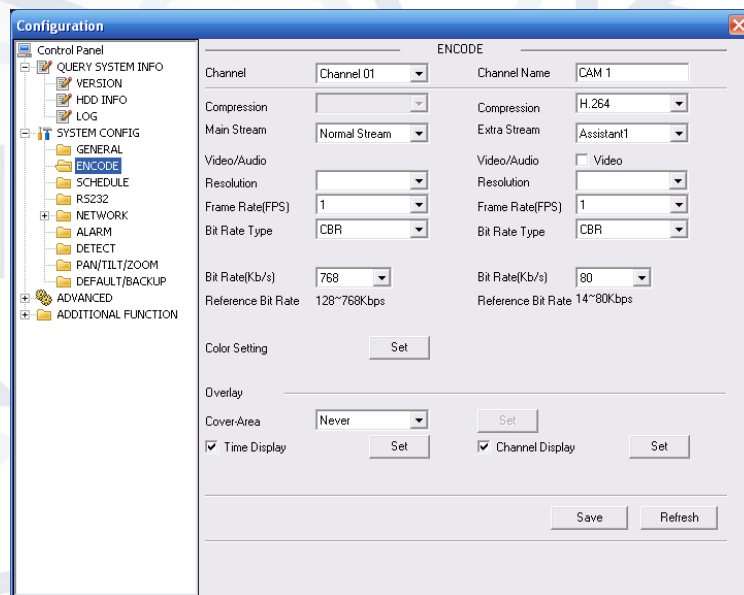 Configuration
Control Panel
QUERY SYSTEM INFO
VERSION
HDD INFO
LOG
SYSTEM CONFIG
GENERAL
ENCODE
SCHEDULE
RS232
NETWORK
ALARM
DETECT
PAN/TILT/ZOOM
DEFAULT/BACKUP
ADVANCED
ADDITIONAL FUNCTION
ENCODE
Channel Channel 01 Channel Name CAM 1
Compression Compression H.264
Main Stream Normal Stream Extra Stream Assistant1
Video/Audio Video/Audio Video
Resolution Resolution
Frame Rate(FPS) 1 Frame Rate(FPS) 1
Bit Rate Type CBR Bit Rate Type CBR
Bit Rate(Kb/s) 768 Bit Rate(Kb/s) 80
Reference Bit Rate 128~768Kbps Reference Bit Rate 14~80Kbps
Color Setting Set
Overlay
Cover-Area Never Set
Time Display Set Channel Display Set
Save Refresh